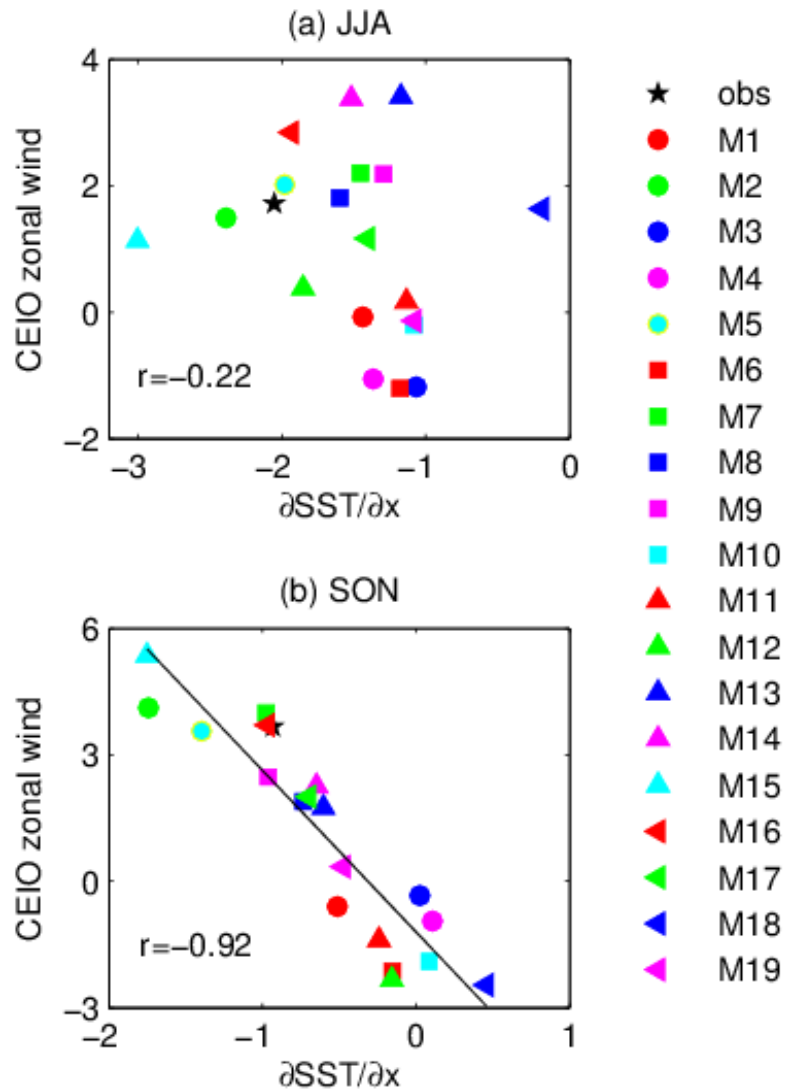 (a) JJA
4
2
0
−2
CEIO zonal wind
r=−0.22
−3
−2
−1
0
∂SST/∂x
(b) SON
6
3
0
−3
CEIO zonal wind
r=−0.92
−2
−1
0
1
∂SST/∂x
obs
M1
M2
M3
M4
M5
M6
M7
M8
M9
M10
M11
M12
M13
M14
M15
M16
M17
M18
M19